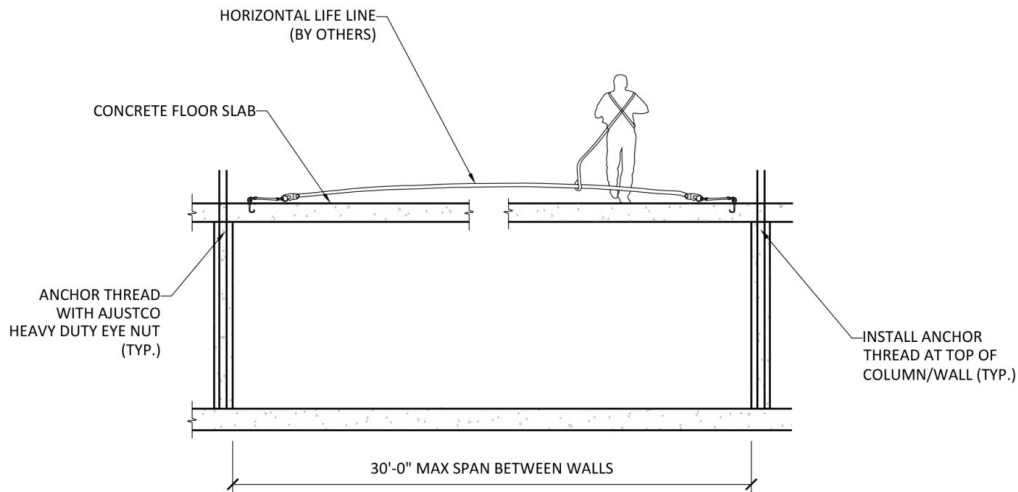 HORIZONTAL LIFE LINE
(BY OTHERS)
CONCRETE FLOOR SLAB
ANCHOR THREAD
WITH AJUSTCO
HEAVY DUTY EYE NUT
(TYP.)
INSTALL ANCHOR
THREAD AT TOP OF
COLUMN/WALL (TYP.)
30'-0" MAX SPAN BETWEEN WALLS